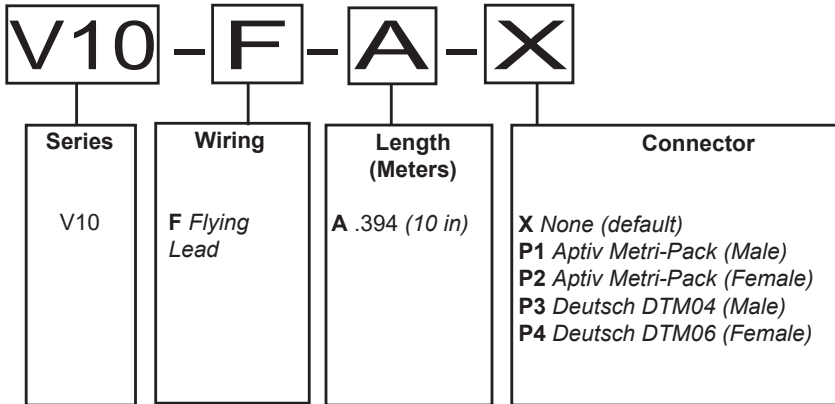 V10 - F - A - X
Series
V10
Wiring
F Flying
Lead
Length
(Meters)
A .394 (10 in)
Connector
X None (default)
P1 Aptiv Metri-Pack (Male)
P2 Aptiv Metri-Pack (Female)
P3 Deutsch DTM04 (Male)
P4 Deutsch DTM06 (Female)